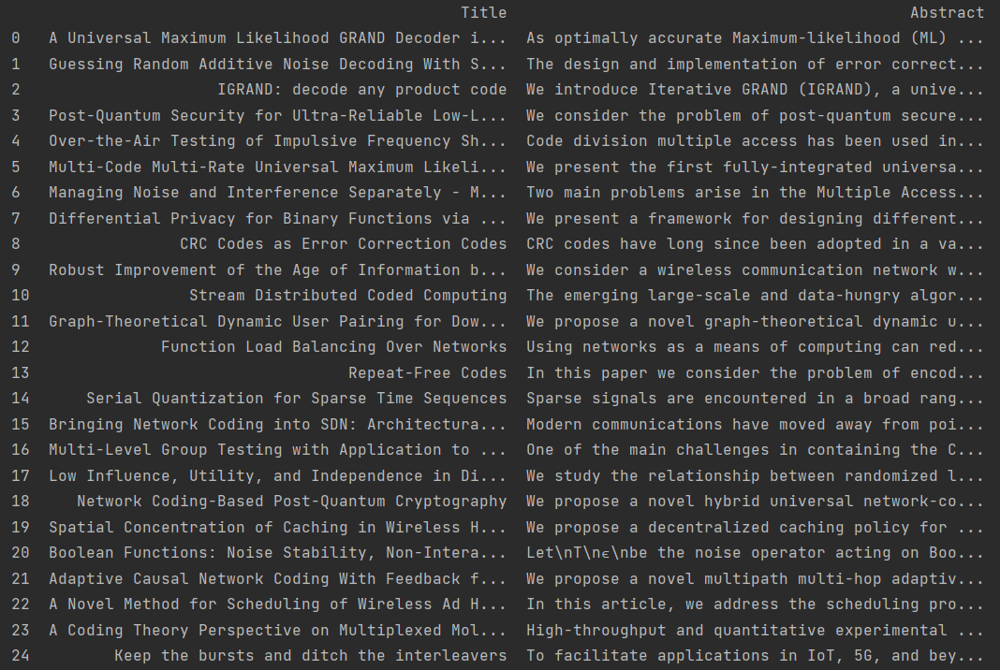 Title Abstract
0 A Universal Maximum Likelihood GRAND Decoder i... As optimally accurate Maximum-likelihood (ML) ...
1 Guessing Random Additive Noise Decoding With S... The design and implementation of error correct...
2 IGRAND: decode any product code We introduce Iterative GRAND (IGRAND), a unive...
3 Post-Quantum Security for Ultra-Reliable Low-L... We consider the problem of post-quantum secure...
4 Over-the-Air Testing of Impulsive Frequency Sh... Code division multiple access has been used in...
5 Multi-Code Multi-Rate Universal Maximum Likeli... We present the first fully-integrated universa...
6 Managing Noise and Interference Separately - M... Two main problems arise in the Multiple Access...
7 Differential Privacy for Binary Functions via ... We present a framework for designing different...
8 CRC Codes as Error Correction Codes CRC codes have long since been adopted in a va...
9 Robust Improvement of the Age of Information b... We consider a wireless communication network w...
10 Stream Distributed Coded Computing The emerging large-scale and data-hungry algor...
11 Graph-Theoretical Dynamic User Pairing for Dow... We propose a novel graph-theoretical dynamic u...
12 Function Load Balancing Over Networks Using networks as a means of computing can red...
13 Repeat-Free Codes In this paper we consider the problem of encod...
14 Serial Quantization for Sparse Time Sequences Sparse signals are encountered in a broad rang...
15 Bringing Network Coding into SDN: Architectura... Modern communications have moved away from poi...
16 Multi-Level Group Testing with Application to ... One of the main challenges in containing the C...
17 Low Influence, Utility, and Independence in Di... We study the relationship between randomized l...
18 Network Coding-Based Post-Quantum Cryptography We propose a novel hybrid universal network-co...
19 Spatial Concentration of Caching in Wireless H... We propose a decentralized caching policy for ...
20 Boolean Functions: Noise Stability, Non-Intera... Let\nT\nϵ\nbe the noise operator acting on Boo...
21 Adaptive Causal Network Coding With Feedback f... We propose a novel multipath multi-hop adaptiv...
22 A Novel Method for Scheduling of Wireless Ad H... In this article, we address the scheduling pro...
23 A Coding Theory Perspective on Multiplexed Mol... High-throughput and quantitative experimental ...
24 Keep the bursts and ditch the interleavers To facilitate applications in IoT, 5G, and bey...